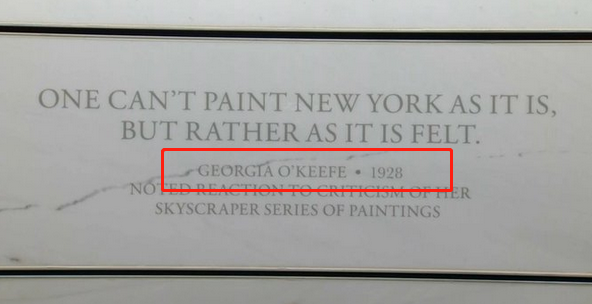 ONE CAN'T PAINT NEW YORK AS IT IS,
BUT RATHER AS IT IS FELT.
GEORGIA O'KEEFE • 1928
NOTED REACTION TO CRITICISM OF HER
SKYSCRAPER SERIES OF PAINTINGS